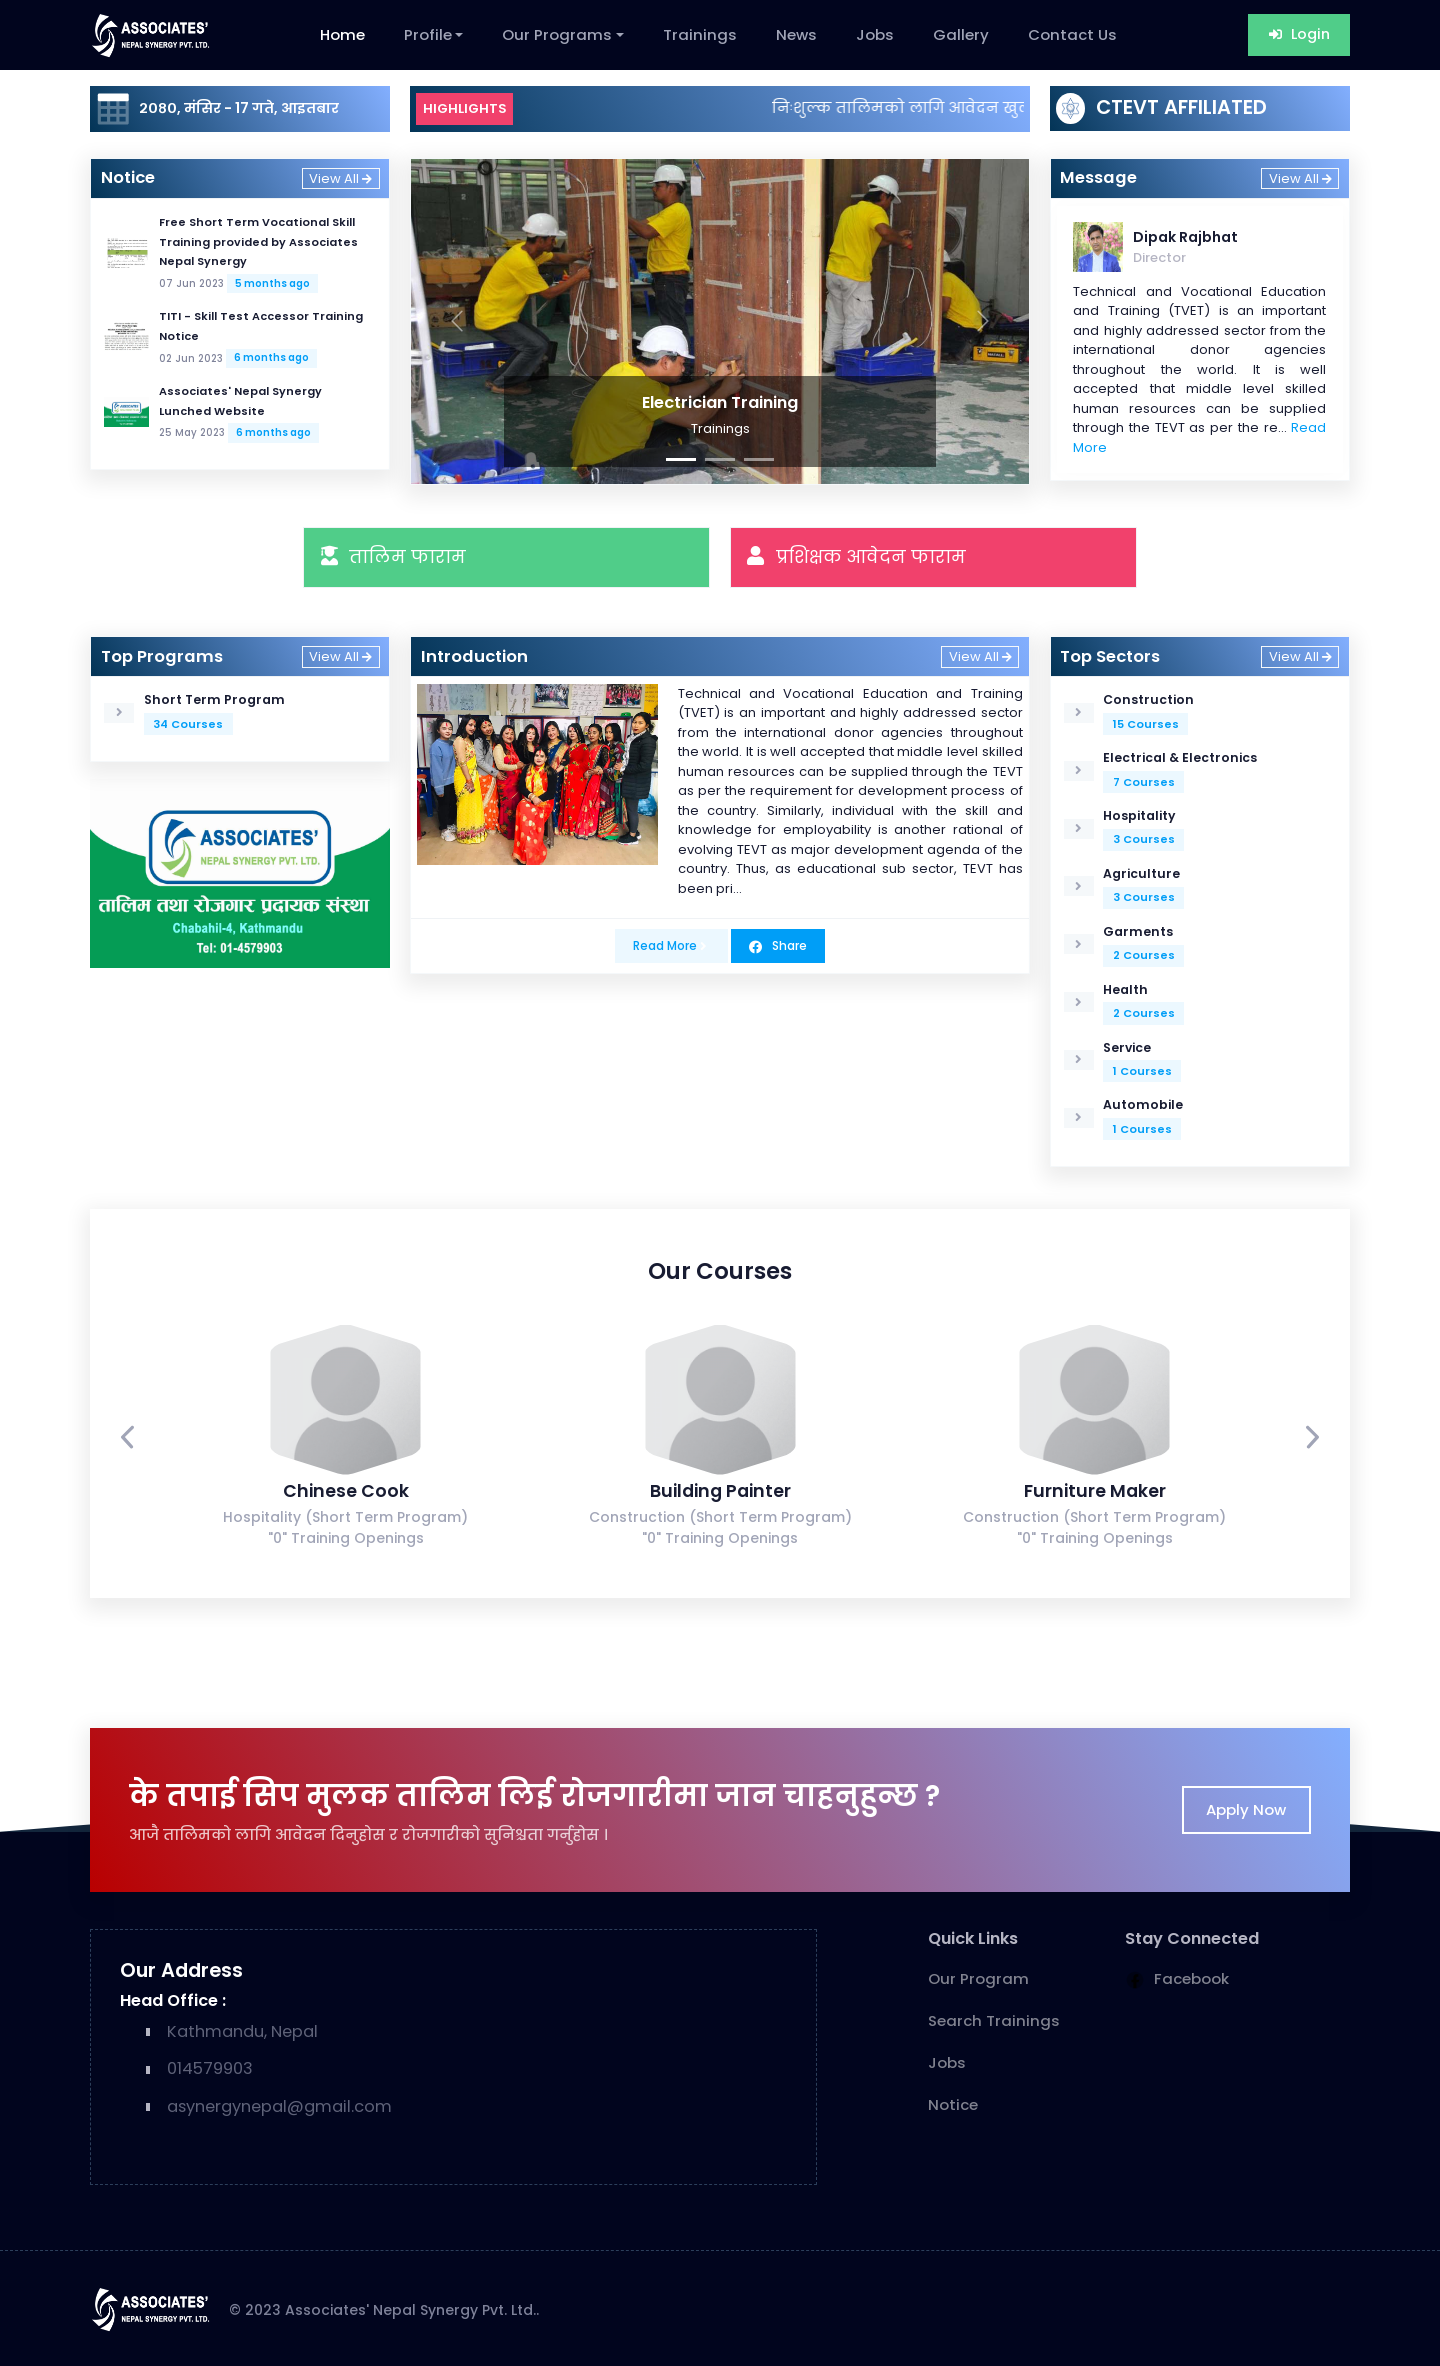 ASSOCIATES'
NEPAL SYNERGY PVT. LTD.
Home
Profile
Our Programs
Trainings
News
Jobs
Gallery
Contact Us
Login
2080, मंसिर - 17 गते, आइतबार
HIGHLIGHTS
निःशुल्क तालिमको लागि आवेदन
CTEVT AFFILIATED
Notice
View All
Free Short Term Vocational Skill
Training provided by Associates
Nepal Synergy
07 Jun 2023 5 months ago
TITI - Skill Test Accessor Training
Notice
02 Jun 2023 6 months ago
Associates' Nepal Synergy
Lunched Website
25 May 2023 6 months ago
Electrician Training
Trainings
Message
View All
Dipak Rajbhat
Director
Technical and Vocational Education
and Training (TVET) is an important
and highly addressed sector from the
international donor agencies
throughout the world. It is well
accepted that middle level skilled
human resources can be supplied
through the TEVT as per the re... Read
More
तालिम फाराम
प्रशिक्षक आवेदन फाराम
Top Programs
View All
Short Term Program
34 Courses
ASSOCIATES'
NEPAL SYNERGY PVT. LTD.
तालिम तथा रोजगार प्रदायक संस्था
Chabahil-4, Kathmandu
Tel: 01-4579903
Introduction
View All
Technical and Vocational Education and Training
(TVET) is an important and highly addressed sector
from the international donor agencies throughout
the world. It is well accepted that middle level skilled
human resources can be supplied through the TEVT
as per the requirement for development process of
the country. Similarly, individual with the skill and
knowledge for employability is another rational of
evolving TEVT as major development agenda of the
country. Thus, as educational sub sector, TEVT has
been pri...
Read More
Share
Top Sectors
View All
Construction
15 Courses
Electrical & Electronics
7 Courses
Hospitality
3 Courses
Agriculture
3 Courses
Garments
2 Courses
Health
2 Courses
Service
1 Courses
Automobile
1 Courses
Our Courses
Chinese Cook
Hospitality (Short Term Program)
"0" Training Openings
Building Painter
Construction (Short Term Program)
"0" Training Openings
Furniture Maker
Construction (Short Term Program)
"0" Training Openings
के तपाई सिप मुलक तालिम लिई रोजगारीमा जान चाहनुहुन्छ ?
आजै तालिमको लागि आवेदन दिनुहोस र रोजगारीको सुनिश्चता गर्नुहोस ।
Apply Now
Our Address
Head Office :
Kathmandu, Nepal
014579903
asynergynepal@gmail.com
Quick Links
Our Program
Search Trainings
Jobs
Notice
Stay Connected
Facebook
ASSOCIATES'
NEPAL SYNERGY PVT. LTD.
© 2023 Associates' Nepal Synergy Pvt. Ltd..